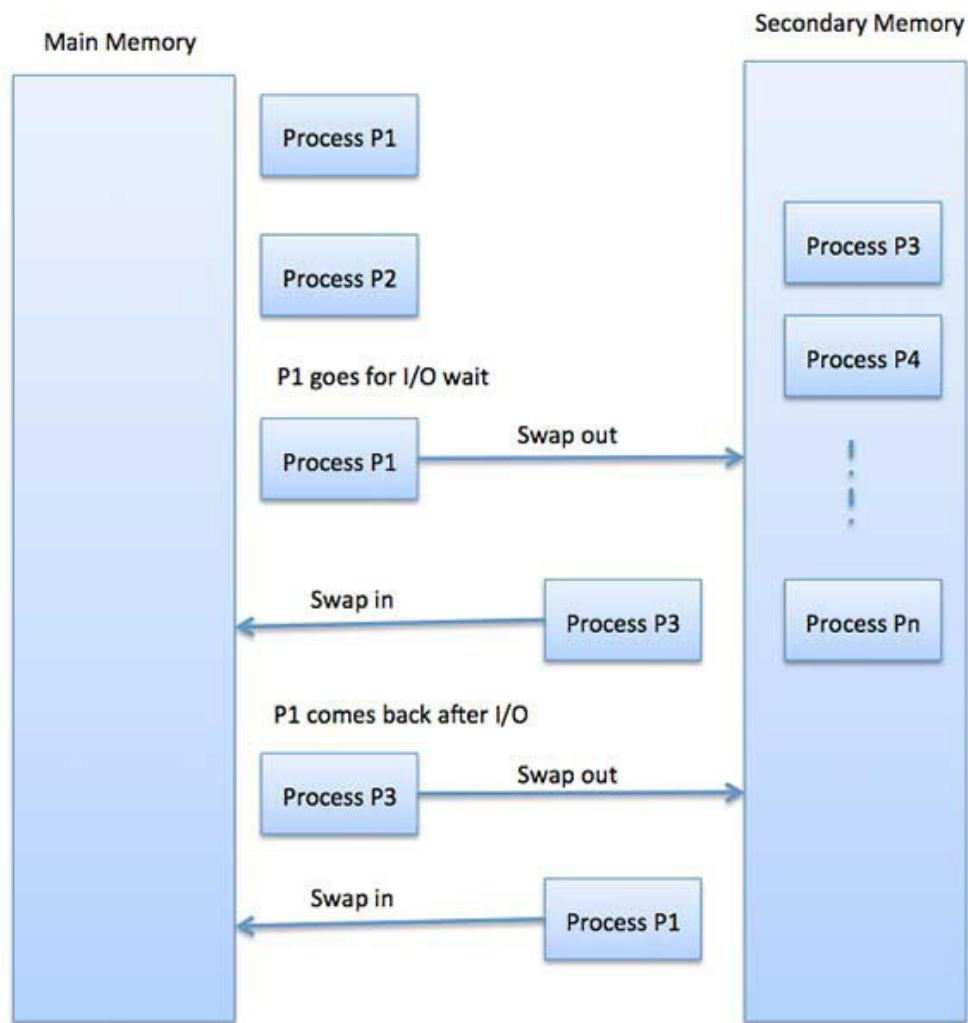 Main Memory
Secondary Memory
Process P1
Process P2
Process P3
Process P4
P1 goes for I/O wait
Process P1
Swap out
Swap in
Process P3
Process Pn
P1 comes back after I/O
Process P3
Swap out
Swap in
Process P1